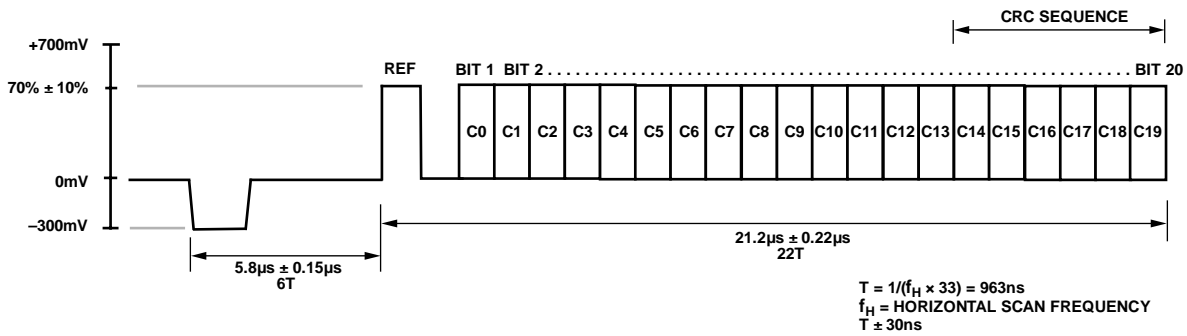 CRC SEQUENCE
+700mV
REF
BIT 1 BIT 2 . . . . . . . . . . . . . . . . . . . . . . . . . . . . . . . . . . . . . . . . . . . . . . . . . . . . . . . . . . . . . . . . . . . . . . BIT 20
70% ± 10%
C0 C1 C2 C3 C4 C5 C6 C7 C8 C9 C10 C11 C12 C13 C14 C15 C16 C17 C18 C19
0mV
–300mV
21.2µs ± 0.22µs
22T
5.8µs ± 0.15µs
6T
T = 1/(fH × 33) = 963ns
fH = HORIZONTAL SCAN FREQUENCY
T ± 30ns